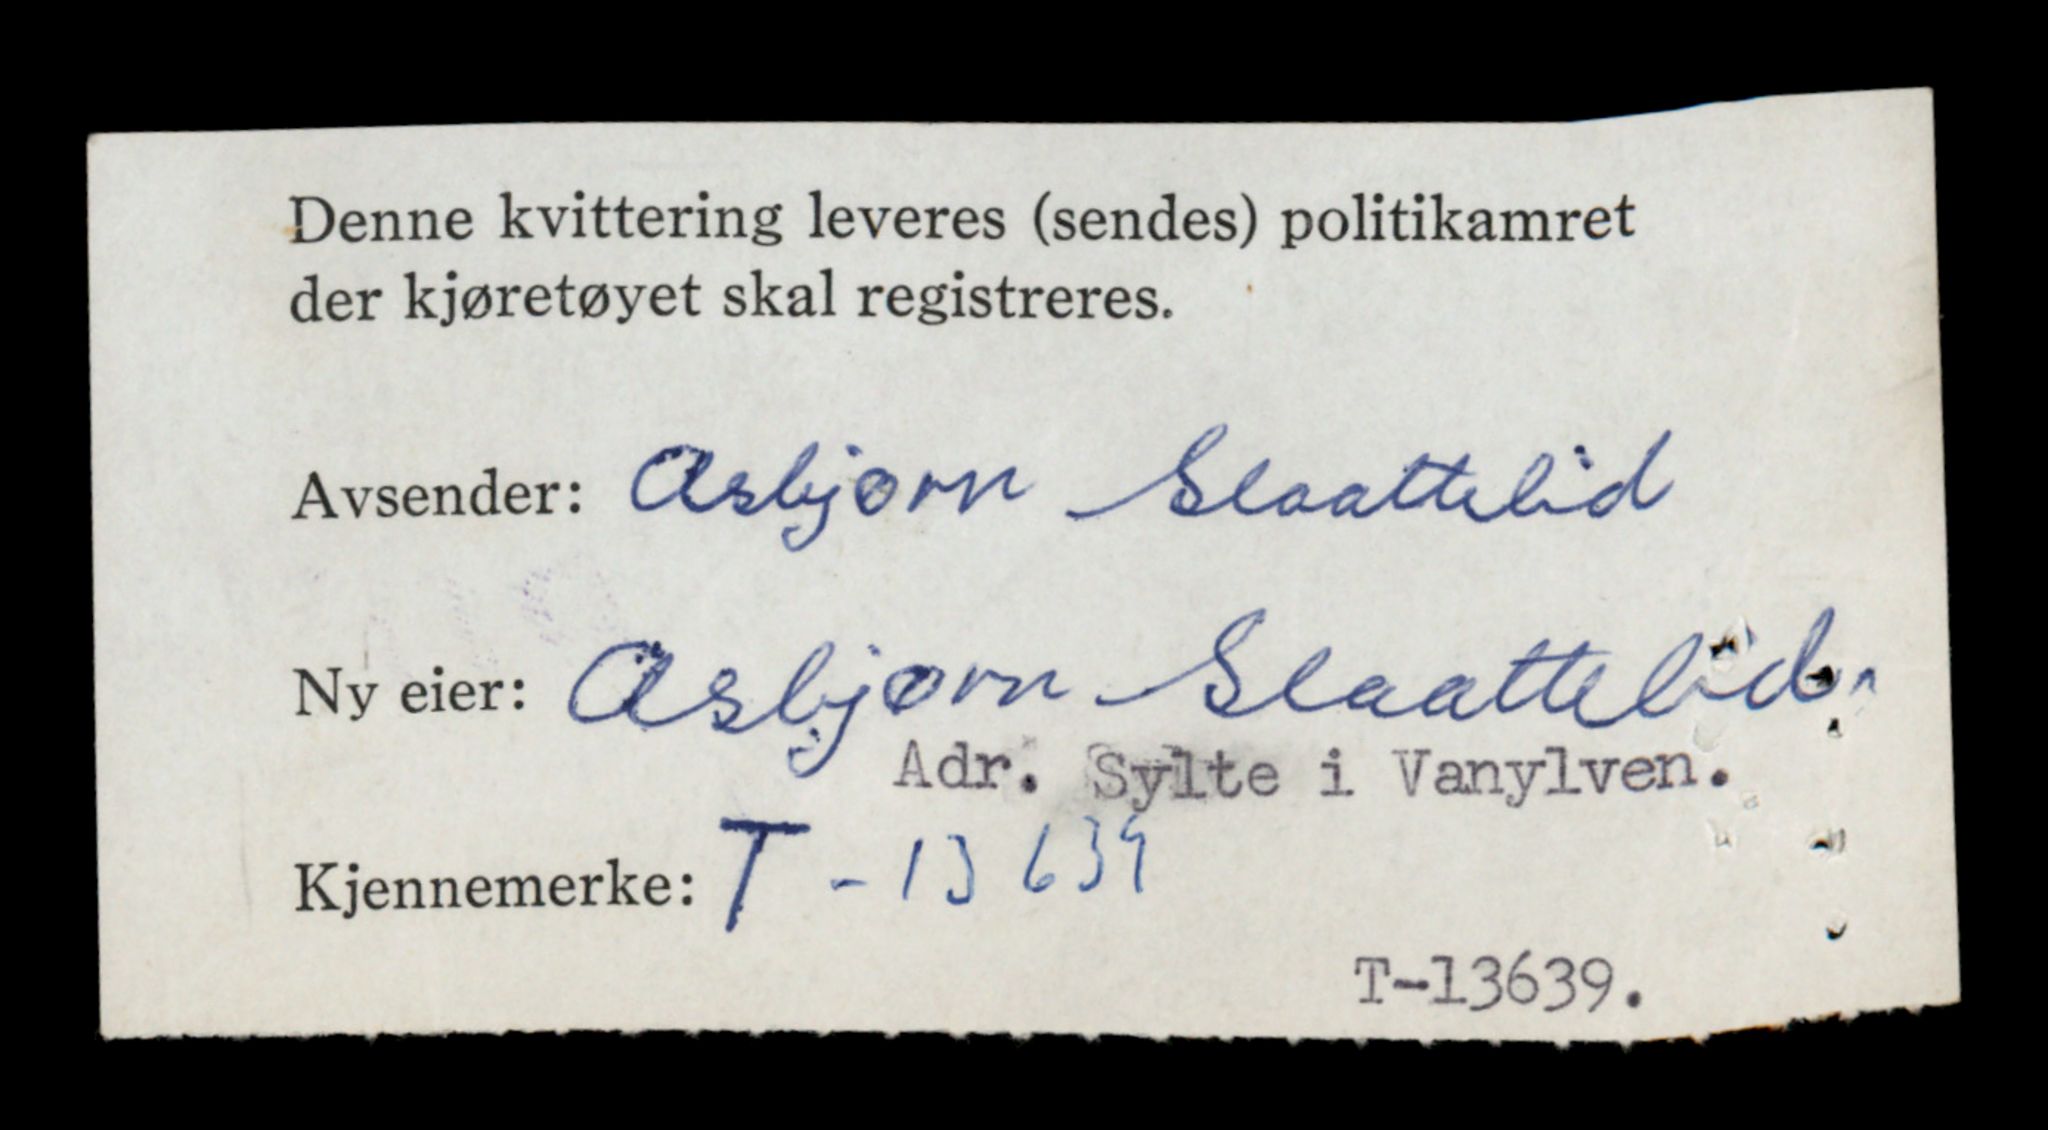 Denne kvittering leveres (sendes) politikamret
der kjøretøyet skal registreres.
Avsender: Asbjørn Slaattelid
Ny eier: Asbjørn Slaattelid.
Adr. Sylte i Vanylven.
Kjennemerke: T - 13639
T-13639.